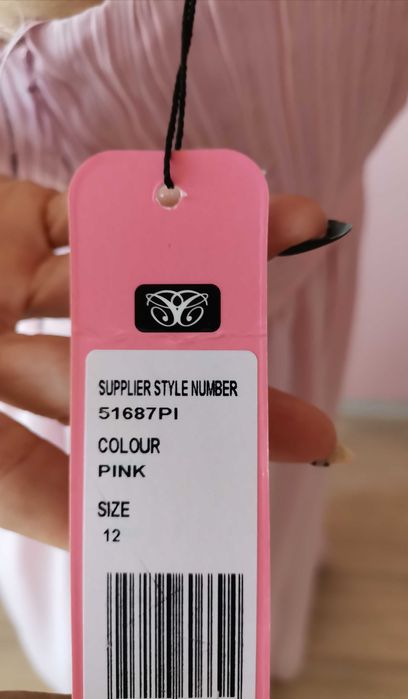 SUPPLIER STYLE NUMBER
51687PI
COLOUR
PINK
SIZE
12